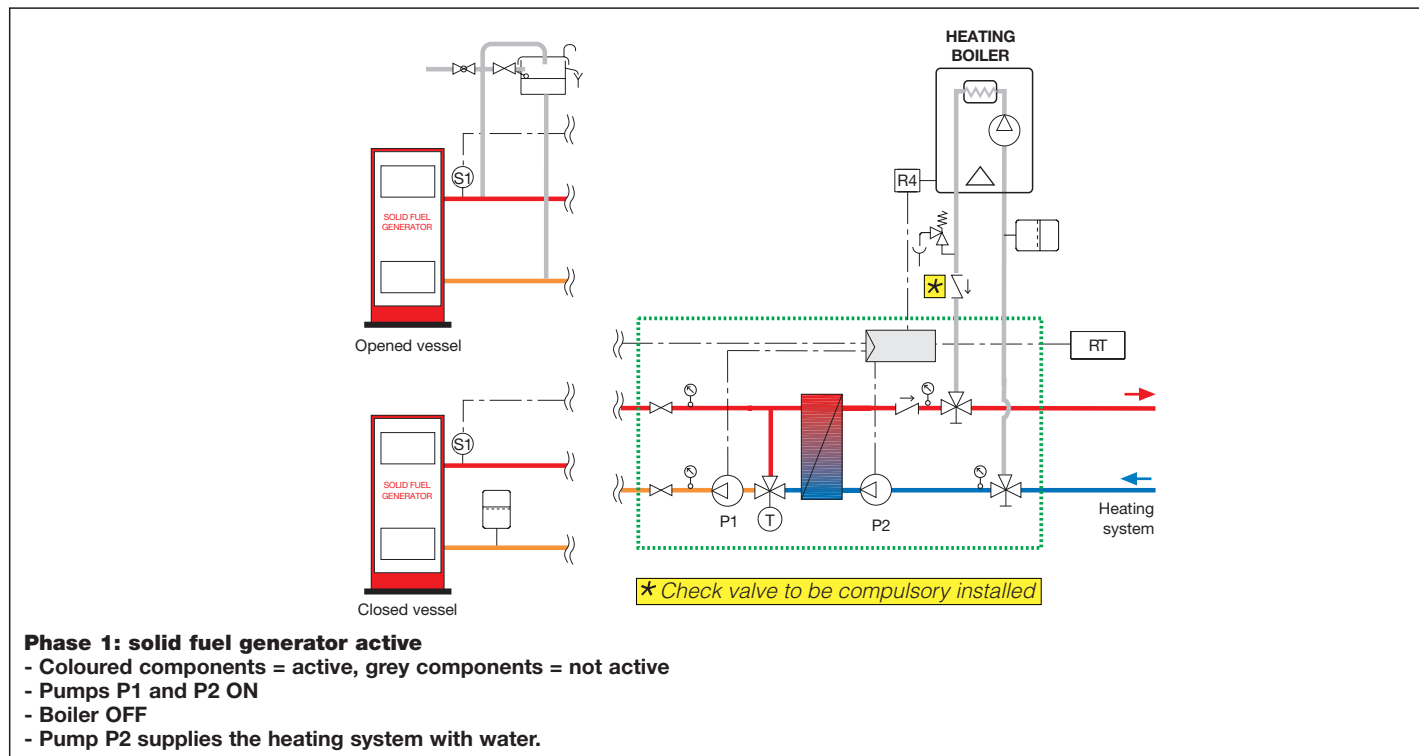 HEATING
BOILER
S1
R4
SOLID FUEL
GENERATOR
*
Opened vessel
RT
S1
SOLID FUEL
GENERATOR
P1
T
P2
Heating
system
* Check valve to be compulsory installed
Closed vessel
Phase 1: solid fuel generator active
- Coloured components = active, grey components = not active
- Pumps P1 and P2 ON
- Boiler OFF
- Pump P2 supplies the heating system with water.